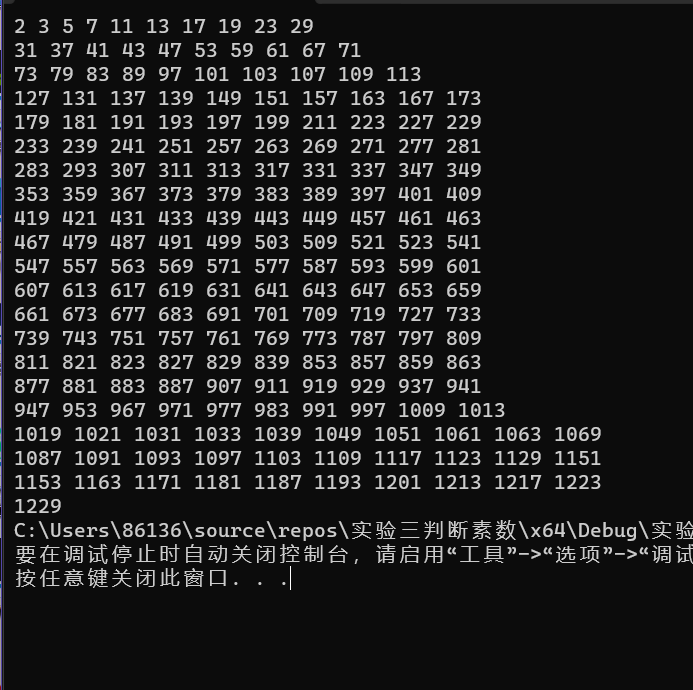 2 3 5 7 11 13 17 19 23 29
31 37 41 43 47 53 59 61 67 71
73 79 83 89 97 101 103 107 109 113
127 131 137 139 149 151 157 163 167 173
179 181 191 193 197 199 211 223 227 229
233 239 241 251 257 263 269 271 277 281
283 293 307 311 313 317 331 337 347 349
353 359 367 373 379 383 389 397 401 409
419 421 431 433 439 443 449 457 461 463
467 479 487 491 499 503 509 521 523 541
547 557 563 569 571 577 587 593 599 601
607 613 617 619 631 641 643 647 653 659
661 673 677 683 691 701 709 719 727 733
739 743 751 757 761 769 773 787 797 809
811 821 823 827 829 839 853 857 859 863
877 881 883 887 907 911 919 929 937 941
947 953 967 971 977 983 991 997 1009 1013
1019 1021 1031 1033 1039 1049 1051 1061 1063 1069
1087 1091 1093 1097 1103 1109 1117 1123 1129 1151
1153 1163 1171 1181 1187 1193 1201 1213 1217 1223
1229
C:\Users\86136\source\repos\实验三判断素数\x64\Debug\实验
要在调试停止时自动关闭控制台，请启用“工具”->“选项”->“调试
按任意键关闭此窗口. . .